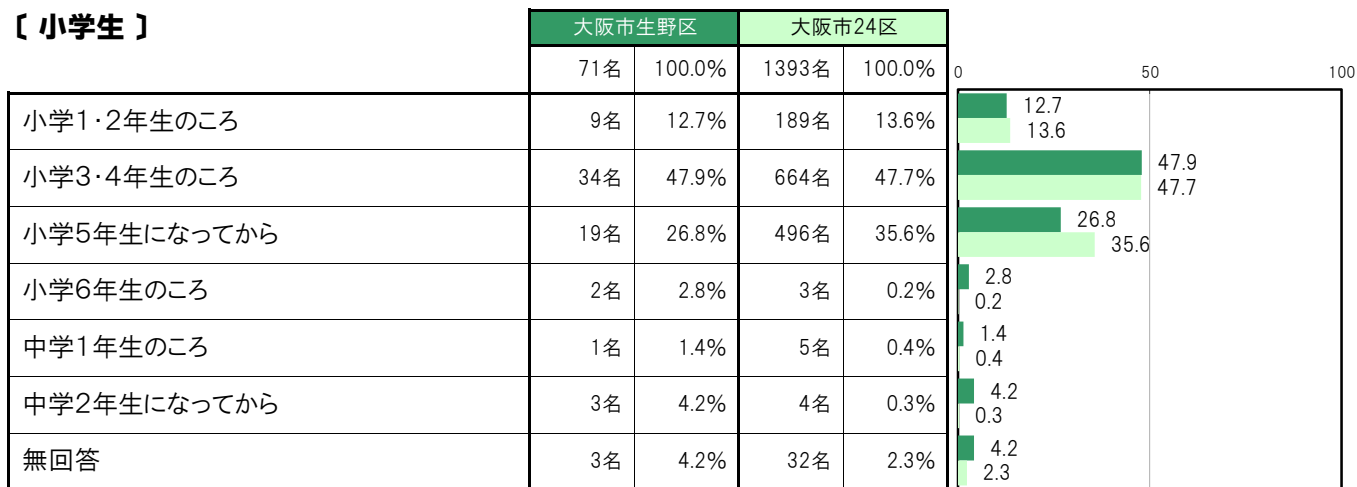 〔 小学生 〕
大阪市生野区 大阪市24区
71名 100.0% 1393名 100.0% 0 50 100
小学1・2年生のころ 9名 12.7% 189名 13.6% 12.7
13.6
小学3・4年生のころ 34名 47.9% 664名 47.7% 47.9
47.7
小学5年生になってから 19名 26.8% 496名 35.6% 26.8
35.6
小学6年生のころ 2名 2.8% 3名 0.2% 2.8
0.2
中学1年生のころ 1名 1.4% 5名 0.4% 1.4
0.4
中学2年生になってから 3名 4.2% 4名 0.3% 4.2
0.3
無回答 3名 4.2% 32名 2.3% 4.2
2.3